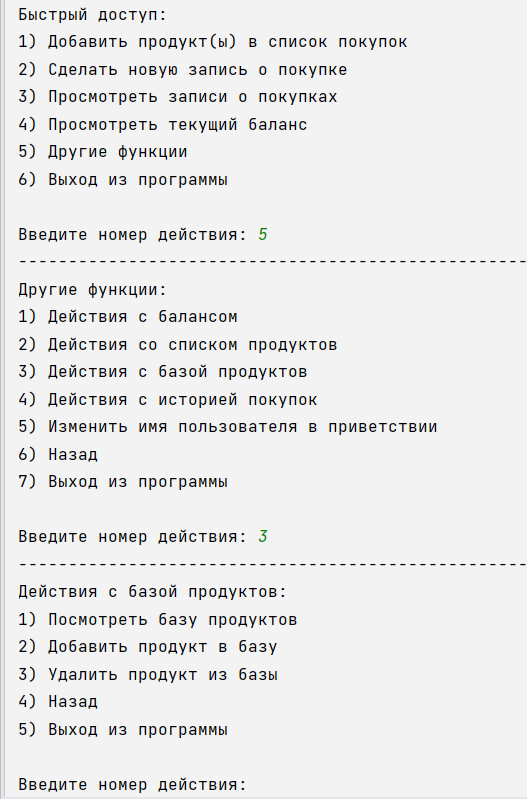 Быстрый доступ:
1) Добавить продукт(ы) в список покупок
2) Сделать новую запись о покупке
3) Просмотреть записи о покупках
4) Просмотреть текущий баланс
5) Другие функции
6) Выход из программы
Введите номер действия: 5
----------------------------------------------------
Другие функции:
1) Действия с балансом
2) Действия со списком продуктов
3) Действия с базой продуктов
4) Действия с историей покупок
5) Изменить имя пользователя в приветствии
6) Назад
7) Выход из программы
Введите номер действия: 3
----------------------------------------------------
Действия с базой продуктов:
1) Посмотреть базу продуктов
2) Добавить продукт в базу
3) Удалить продукт из базы
4) Назад
5) Выход из программы
Введите номер действия: